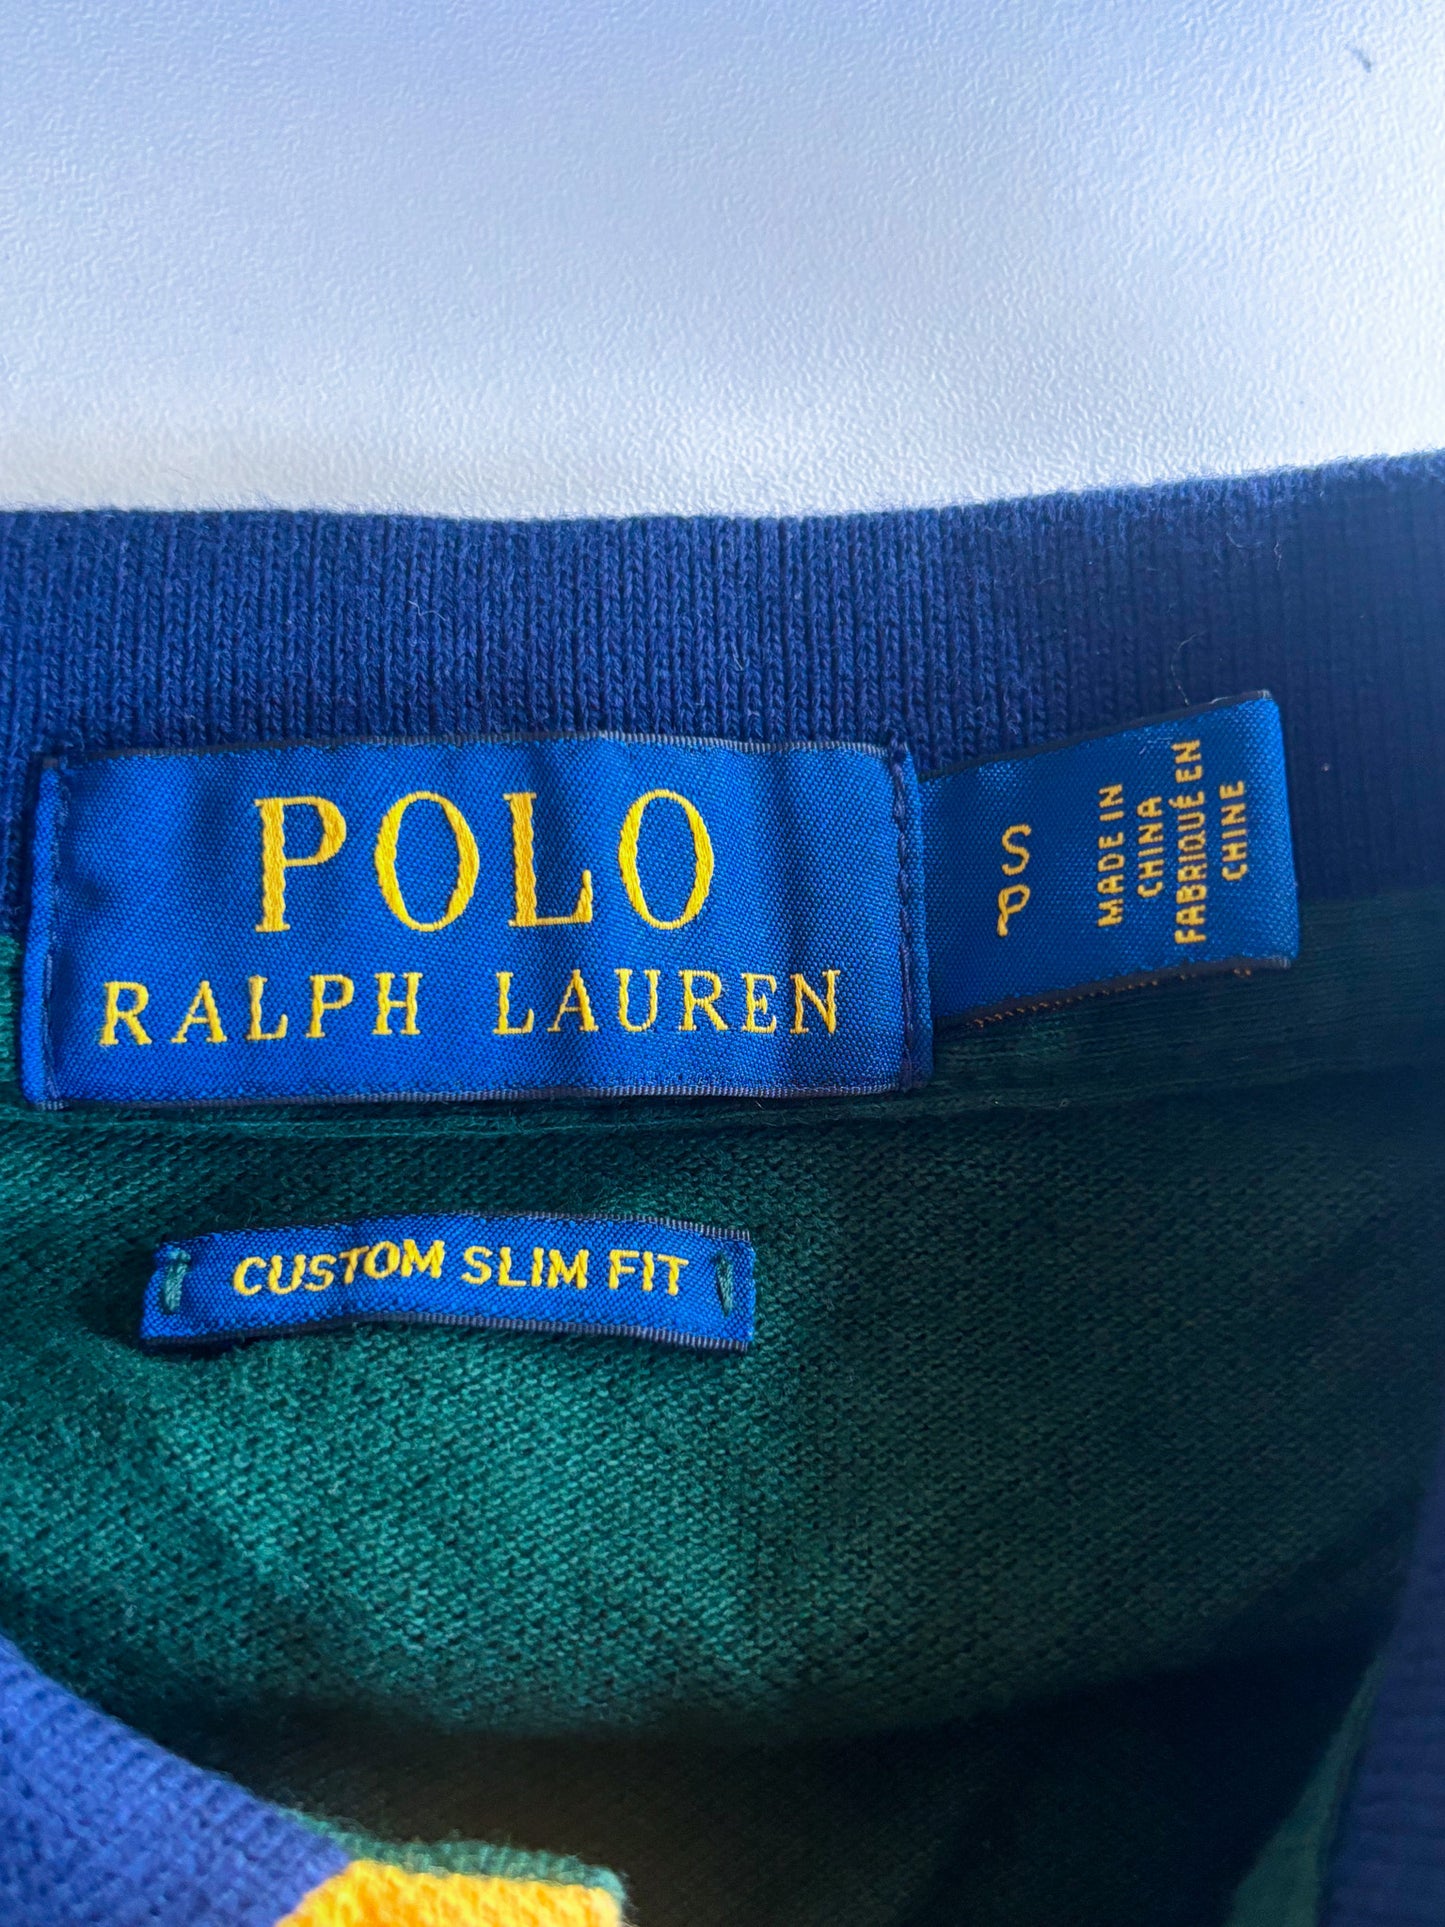 POLO
RALPH LAUREN
S
P
MADE IN
CHINA
FABRIQUÉ EN
CHINE
CUSTOM SLIM FIT